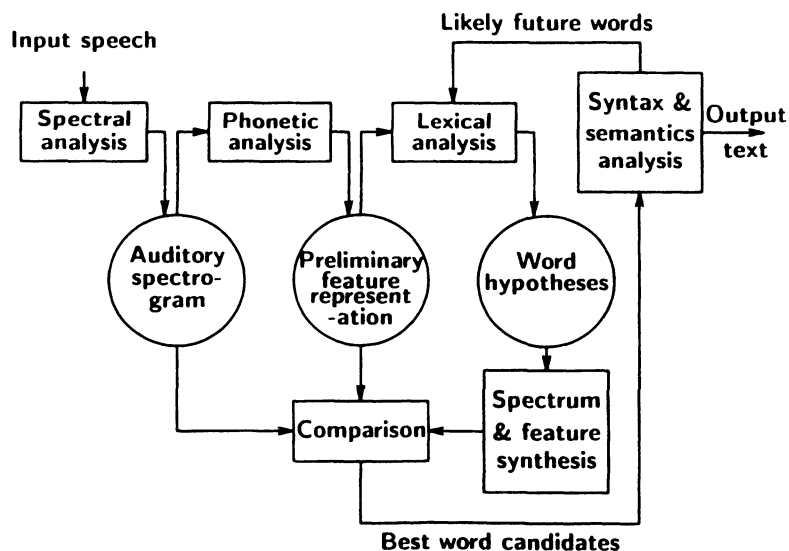 Likely future words
Input speech
Spectral
analysis
Phonetic
analysis
Lexical
analysis
Syntax &
semantics
analysis
Output
text
Auditory
spectro-
gram
Preliminary
feature
represent
-ation
Word
hypotheses
Comparison
Spectrum
& feature
synthesis
Best word candidates